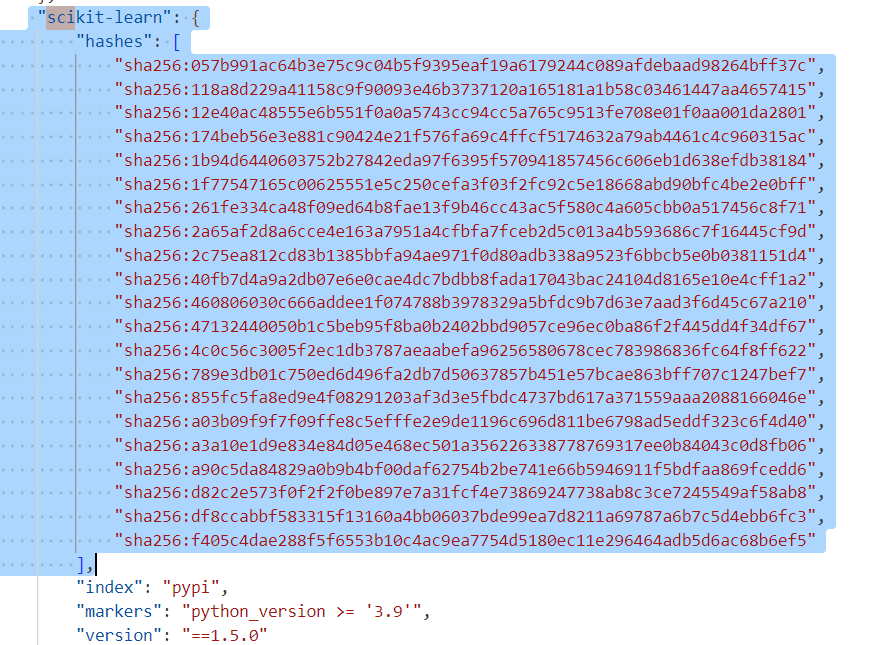 "scikit-learn": {
"hashes": [
"sha256:057b991ac64b3e75c9c04b5f9395eaf19a6179244c089afdebaad98264bff37c",
"sha256:118a8d229a41158c9f90093e46b3737120a165181a1b58c03461447aa4657415",
"sha256:12e40ac48555e6b551f0a0a5743cc94cc5a765c9513fe708e01f0aa001da2801",
"sha256:174beb56e3e881c90424e21f576fa69c4ffcf5174632a79ab4461c4c960315ac",
"sha256:1b94d6440603752b27842eda97f6395f570941857456c606eb1d638efdb38184",
"sha256:1f77547165c00625551e5c250cefa3f03f2fc92c5e18668abd90bfc4be2e0bff",
"sha256:261fe334ca48f09ed64b8fae13f9b46cc43ac5f580c4a605cbb0a517456c8f71",
"sha256:2a65af2d8a6cce4e163a7951a4cfbfa7fceb2d5c013a4b593686c7f16445cf9d",
"sha256:2c75ea812cd83b1385bbfa94ae971f0d80adb338a9523f6bbcb5e0b0381151d4",
"sha256:40fb7d4a9a2db07e6e0cae4dc7bdbb8fada17043bac24104d8165e10e4cff1a2",
"sha256:460806030c666addee1f074788b3978329a5bfdc9b7d63e7aad3f6d45c67a210",
"sha256:47132440050b1c5beb95f8ba0b2402bbd9057ce96ec0ba86f2f445dd4f34df67",
"sha256:4c0c56c3005f2ec1db3787aeaabefa96256580678cec783986836fc64f8ff622",
"sha256:789e3db01c750ed6d496fa2db7d50637857b451e57bcae863bff707c1247bef7",
"sha256:855fc5fa8ed9e4f08291203af3d3e5fbdc4737bd617a371559aaa2088166046e",
"sha256:a03b09f9f7f09ffe8c5efffe2e9de1196c696d811be6798ad5eddf323c6f4d40",
"sha256:a3a10e1d9e834e84d05e468ec501a356226338778769317ee0b84043c0d8fb06",
"sha256:a90c5da84829a0b9b4bf00daf62754b2be741e66b5946911f5bdfaa869fcedd6",
"sha256:d82c2e573f0f2f2f0be897e7a31fcf4e73869247738ab8c3ce7245549af58ab8",
"sha256:df8ccabbf583315f13160a4bb06037bde99ea7d8211a69787a6b7c5d4ebb6fc3",
"sha256:f405c4dae288f5f6553b10c4ac9ea7754d5180ec11e296464adb5d6ac68b6ef5"
],
"index": "pypi",
"markers": "python_version >= '3.9'",
"version": "==1.5.0"